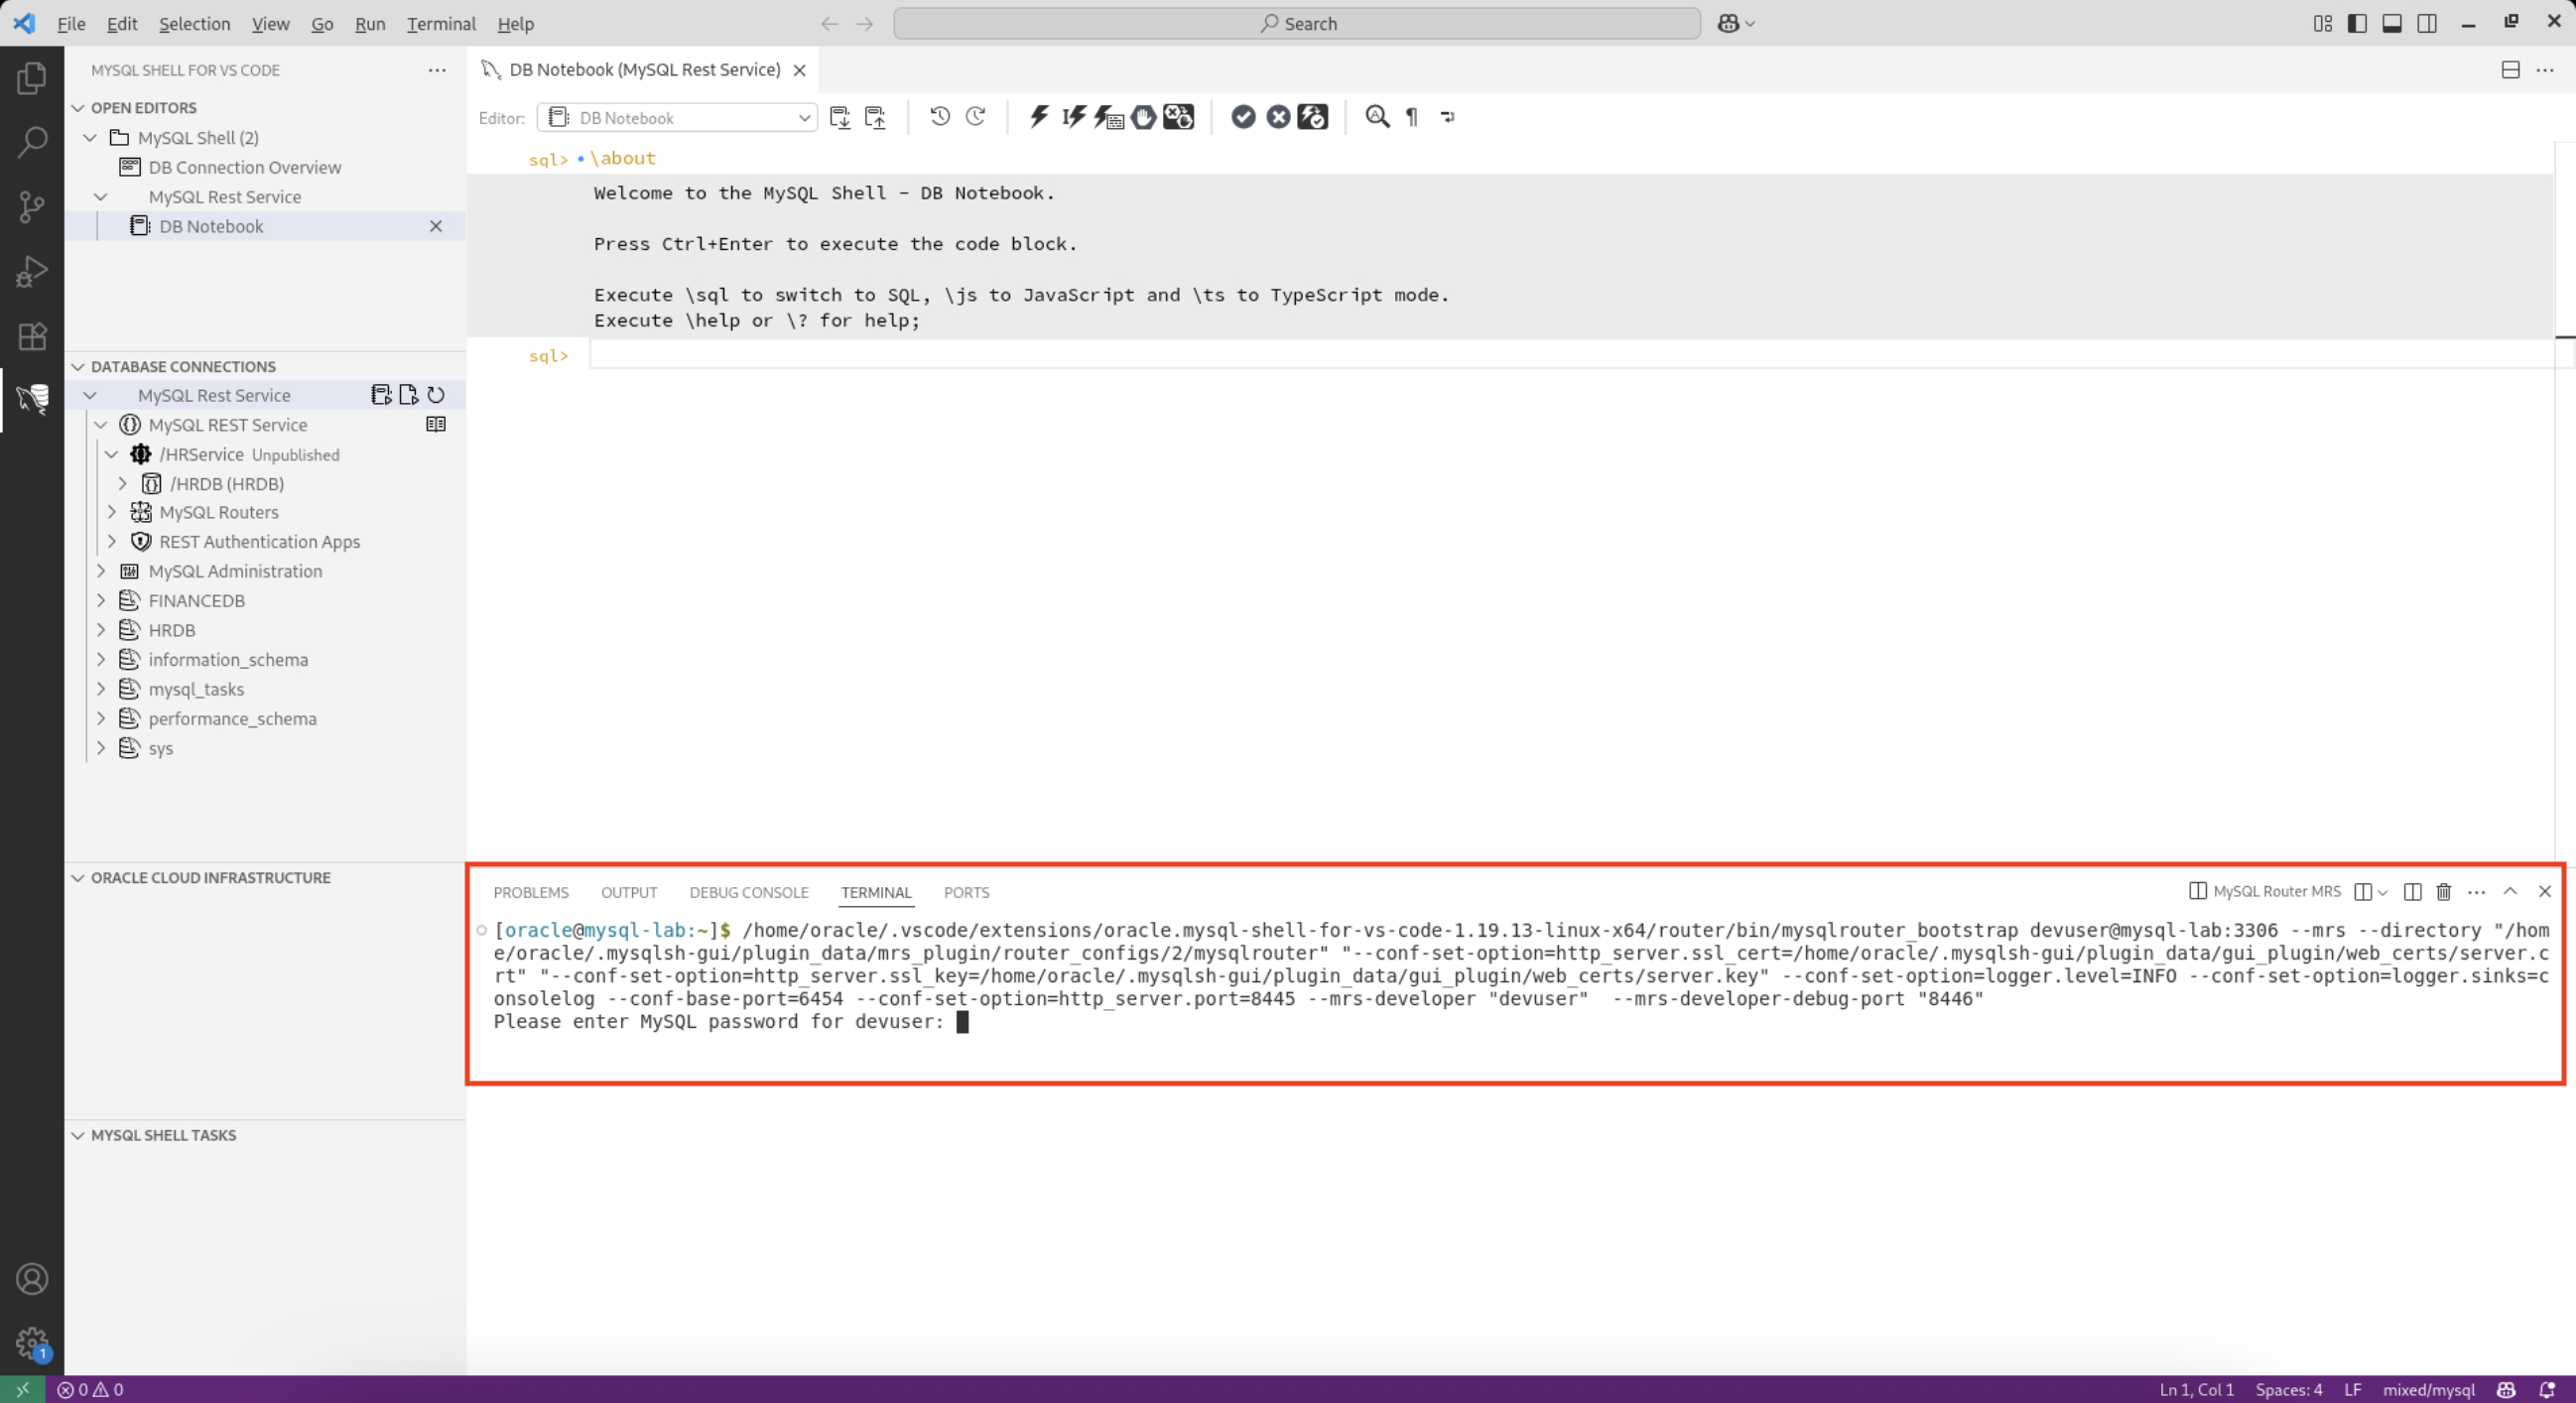 File Edit Selection View Go Run Terminal Help
Search
MYSQL SHELL FOR VS CODE
OPEN EDITORS
MySQL Shell (2)
DB Connection Overview
MySQL Rest Service
DB Notebook
DATABASE CONNECTIONS
MySQL Rest Service
MySQL REST Service
/HRService Unpublished
/HRDB (HRDB)
MySQL Routers
REST Authentication Apps
MySQL Administration
FINANCEDB
HRDB
information_schema
mysql_tasks
performance_schema
sys
ORACLE CLOUD INFRASTRUCTURE
MYSQL SHELL TASKS
DB Notebook (MySQL Rest Service)
Editor: DB Notebook
sql> \about
Welcome to the MySQL Shell - DB Notebook.
Press Ctrl+Enter to execute the code block.
Execute \sql to switch to SQL, \js to JavaScript and \ts to TypeScript mode.
Execute \help or \? for help;
sql>
PROBLEMS OUTPUT DEBUG CONSOLE TERMINAL PORTS
MySQL Router MRS
[oracle@mysql-lab:~]$ /home/oracle/.vscode/extensions/oracle.mysql-shell-for-vs-code-1.19.13-linux-x64/router/bin/mysqlrouter_bootstrap devuser@mysql-lab:3306 --mrs --directory "/hom
e/oracle/.mysqlsh-gui/plugin_data/mrs_plugin/router_configs/2/mysqlrouter" "--conf-set-option=http_server.ssl_cert=/home/oracle/.mysqlsh-gui/plugin_data/gui_plugin/web_certs/server.c
rt" "--conf-set-option=http_server.ssl_key=/home/oracle/.mysqlsh-gui/plugin_data/gui_plugin/web_certs/server.key" --conf-set-option=logger.level=INFO --conf-set-option=logger.sinks=c
onsolelog --conf-base-port=6454 --conf-set-option=http_server.port=8445 --mrs-developer "devuser"  --mrs-developer-debug-port "8446"
Please enter MySQL password for devuser:
1
0 0
Ln 1, Col 1 Spaces: 4 LF mixed/mysql